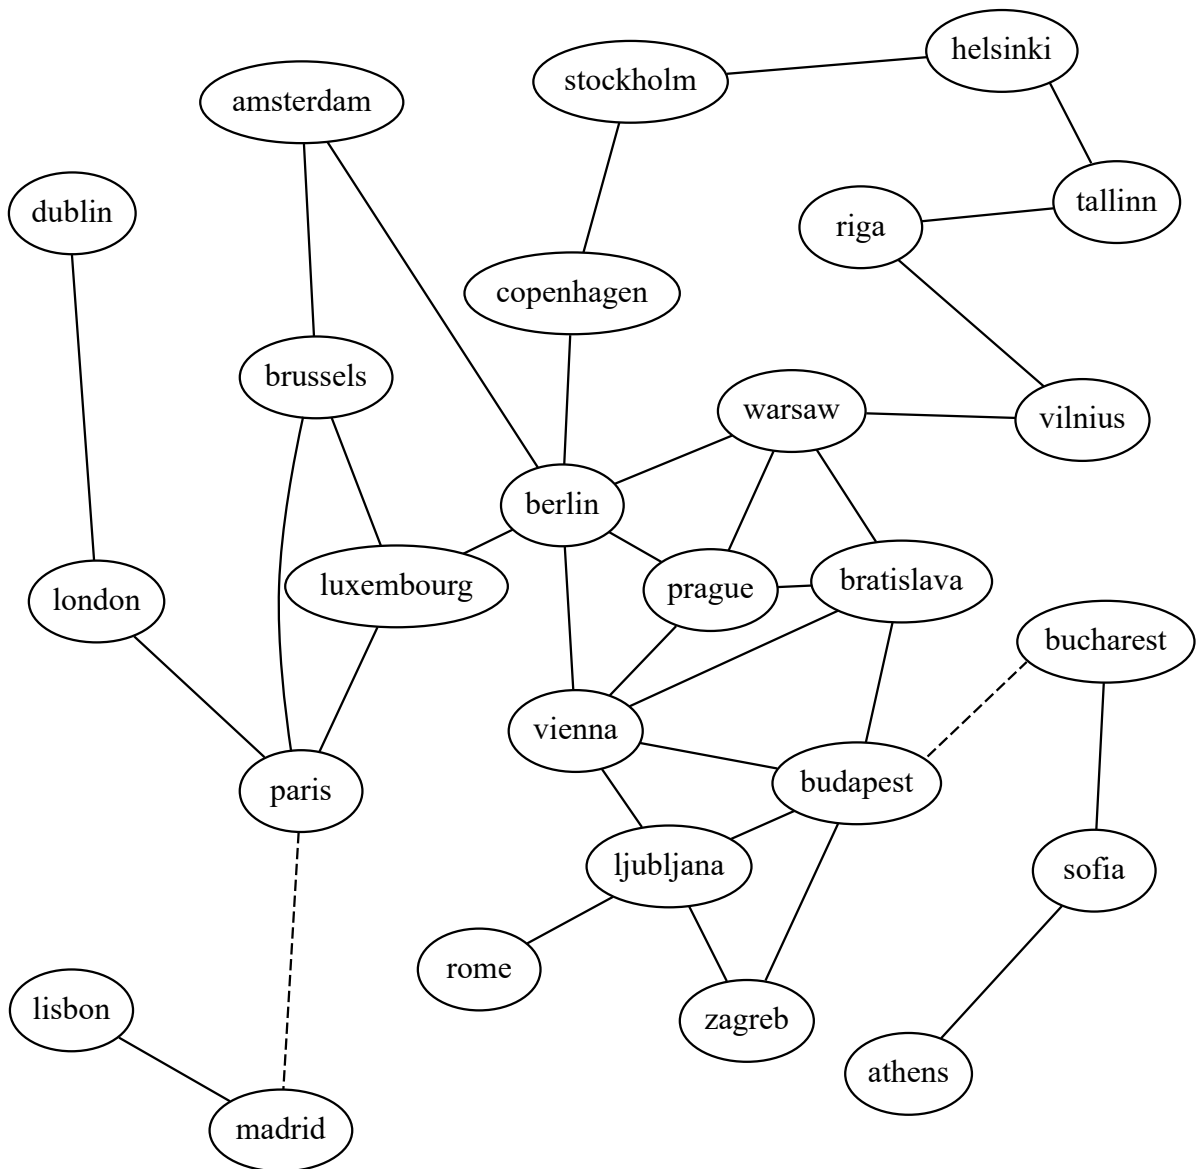 helsinki
stockholm
amsterdam
tallinn
dublin
riga
copenhagen
brussels
warsaw
vilnius
berlin
bratislava
luxembourg
prague
london
bucharest
vienna
budapest
paris
ljubljana
sofia
rome
lisbon
zagreb
athens
madrid